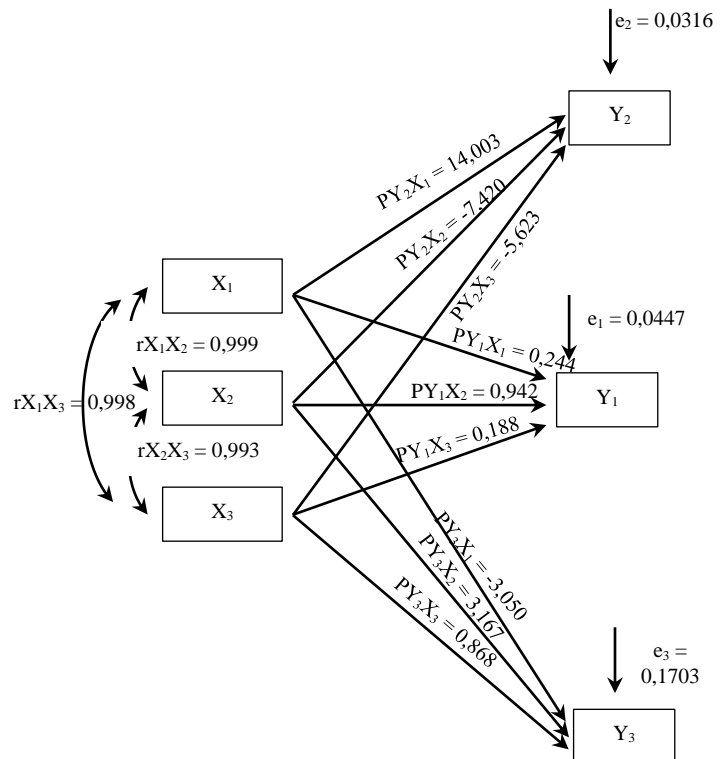 e₂ = 0,0316
Y₂
PY₂X₁ = 14,003
PY₂X₂ = -7,420
PY₂X₃ = -5,623
X₁
e₁ = 0,0447
rX₁X₂ = 0,999
PY₁X₁ = 0,244
rX₁X₃ = 0,998
X₂
PY₁X₂ = 0,942
Y₁
rX₂X₃ = 0,993
PY₁X₃ = 0,188
X₃
PY₃X₁ = -3,050
PY₃X₂ = 3,167
PY₃X₃ = 0,868
e₃ =
0,1703
Y₃